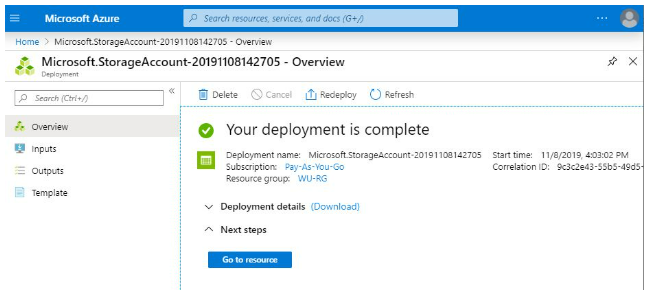 Microsoft Azure
Search resources, services, and docs (G+/)
...
Home > Microsoft.StorageAccount-20191108142705 - Overview
Microsoft.StorageAccount-20191108142705 - Overview
Deployment
Search (Ctrl+/)
Overview
Inputs
Outputs
Template
Delete Cancel Redeploy Refresh
Your deployment is complete
Deployment name: Microsoft.StorageAccount-20191108142705 Start time: 11/8/2019, 4:03:02 PM
Subscription: Pay-As-You-Go Correlation ID: 9c3c2e43-55b5-49d5-
Resource group: WU-RG
Deployment details (Download)
Next steps
Go to resource